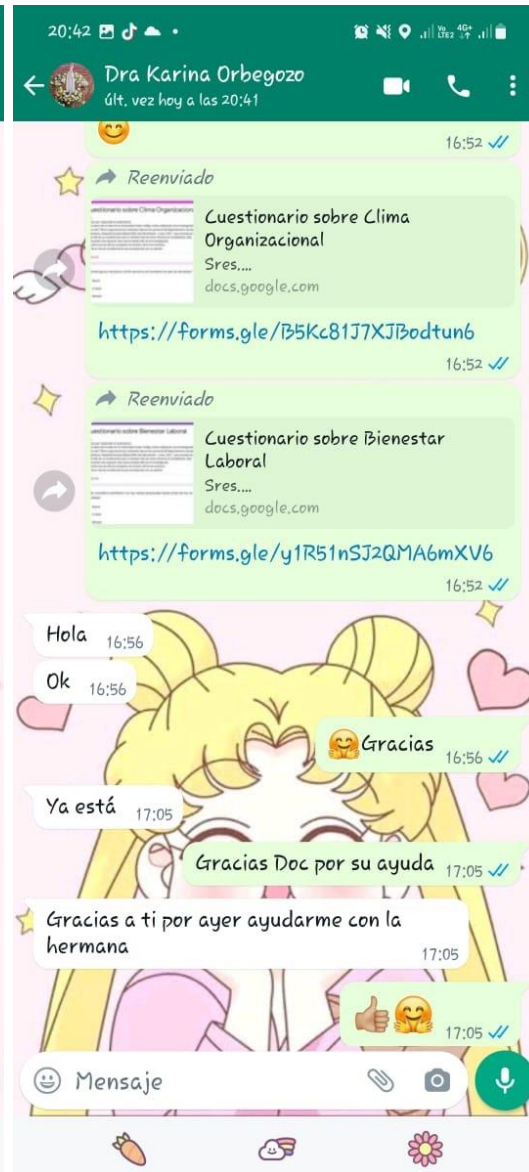 20:42
VoLTE2 4G+
Dra Karina Orbegozo
últ. vez hoy a las 20:41
16:52
Reenviado
Cuestionario sobre Clima
Organizacional
Sres....
docs.google.com
https://forms.gle/B5Kc81J7XJBodtun6
16:52
Reenviado
Cuestionario sobre Bienestar
Laboral
Sres....
docs.google.com
https://forms.gle/y1R51nSJ2QMA6mXV6
16:52
Hola 16:56
Ok 16:56
Gracias 16:56
Ya está 17:05
Gracias Doc por su ayuda 17:05
Gracias a ti por ayer ayudarme con la
hermana
17:05
17:05
Mensaje